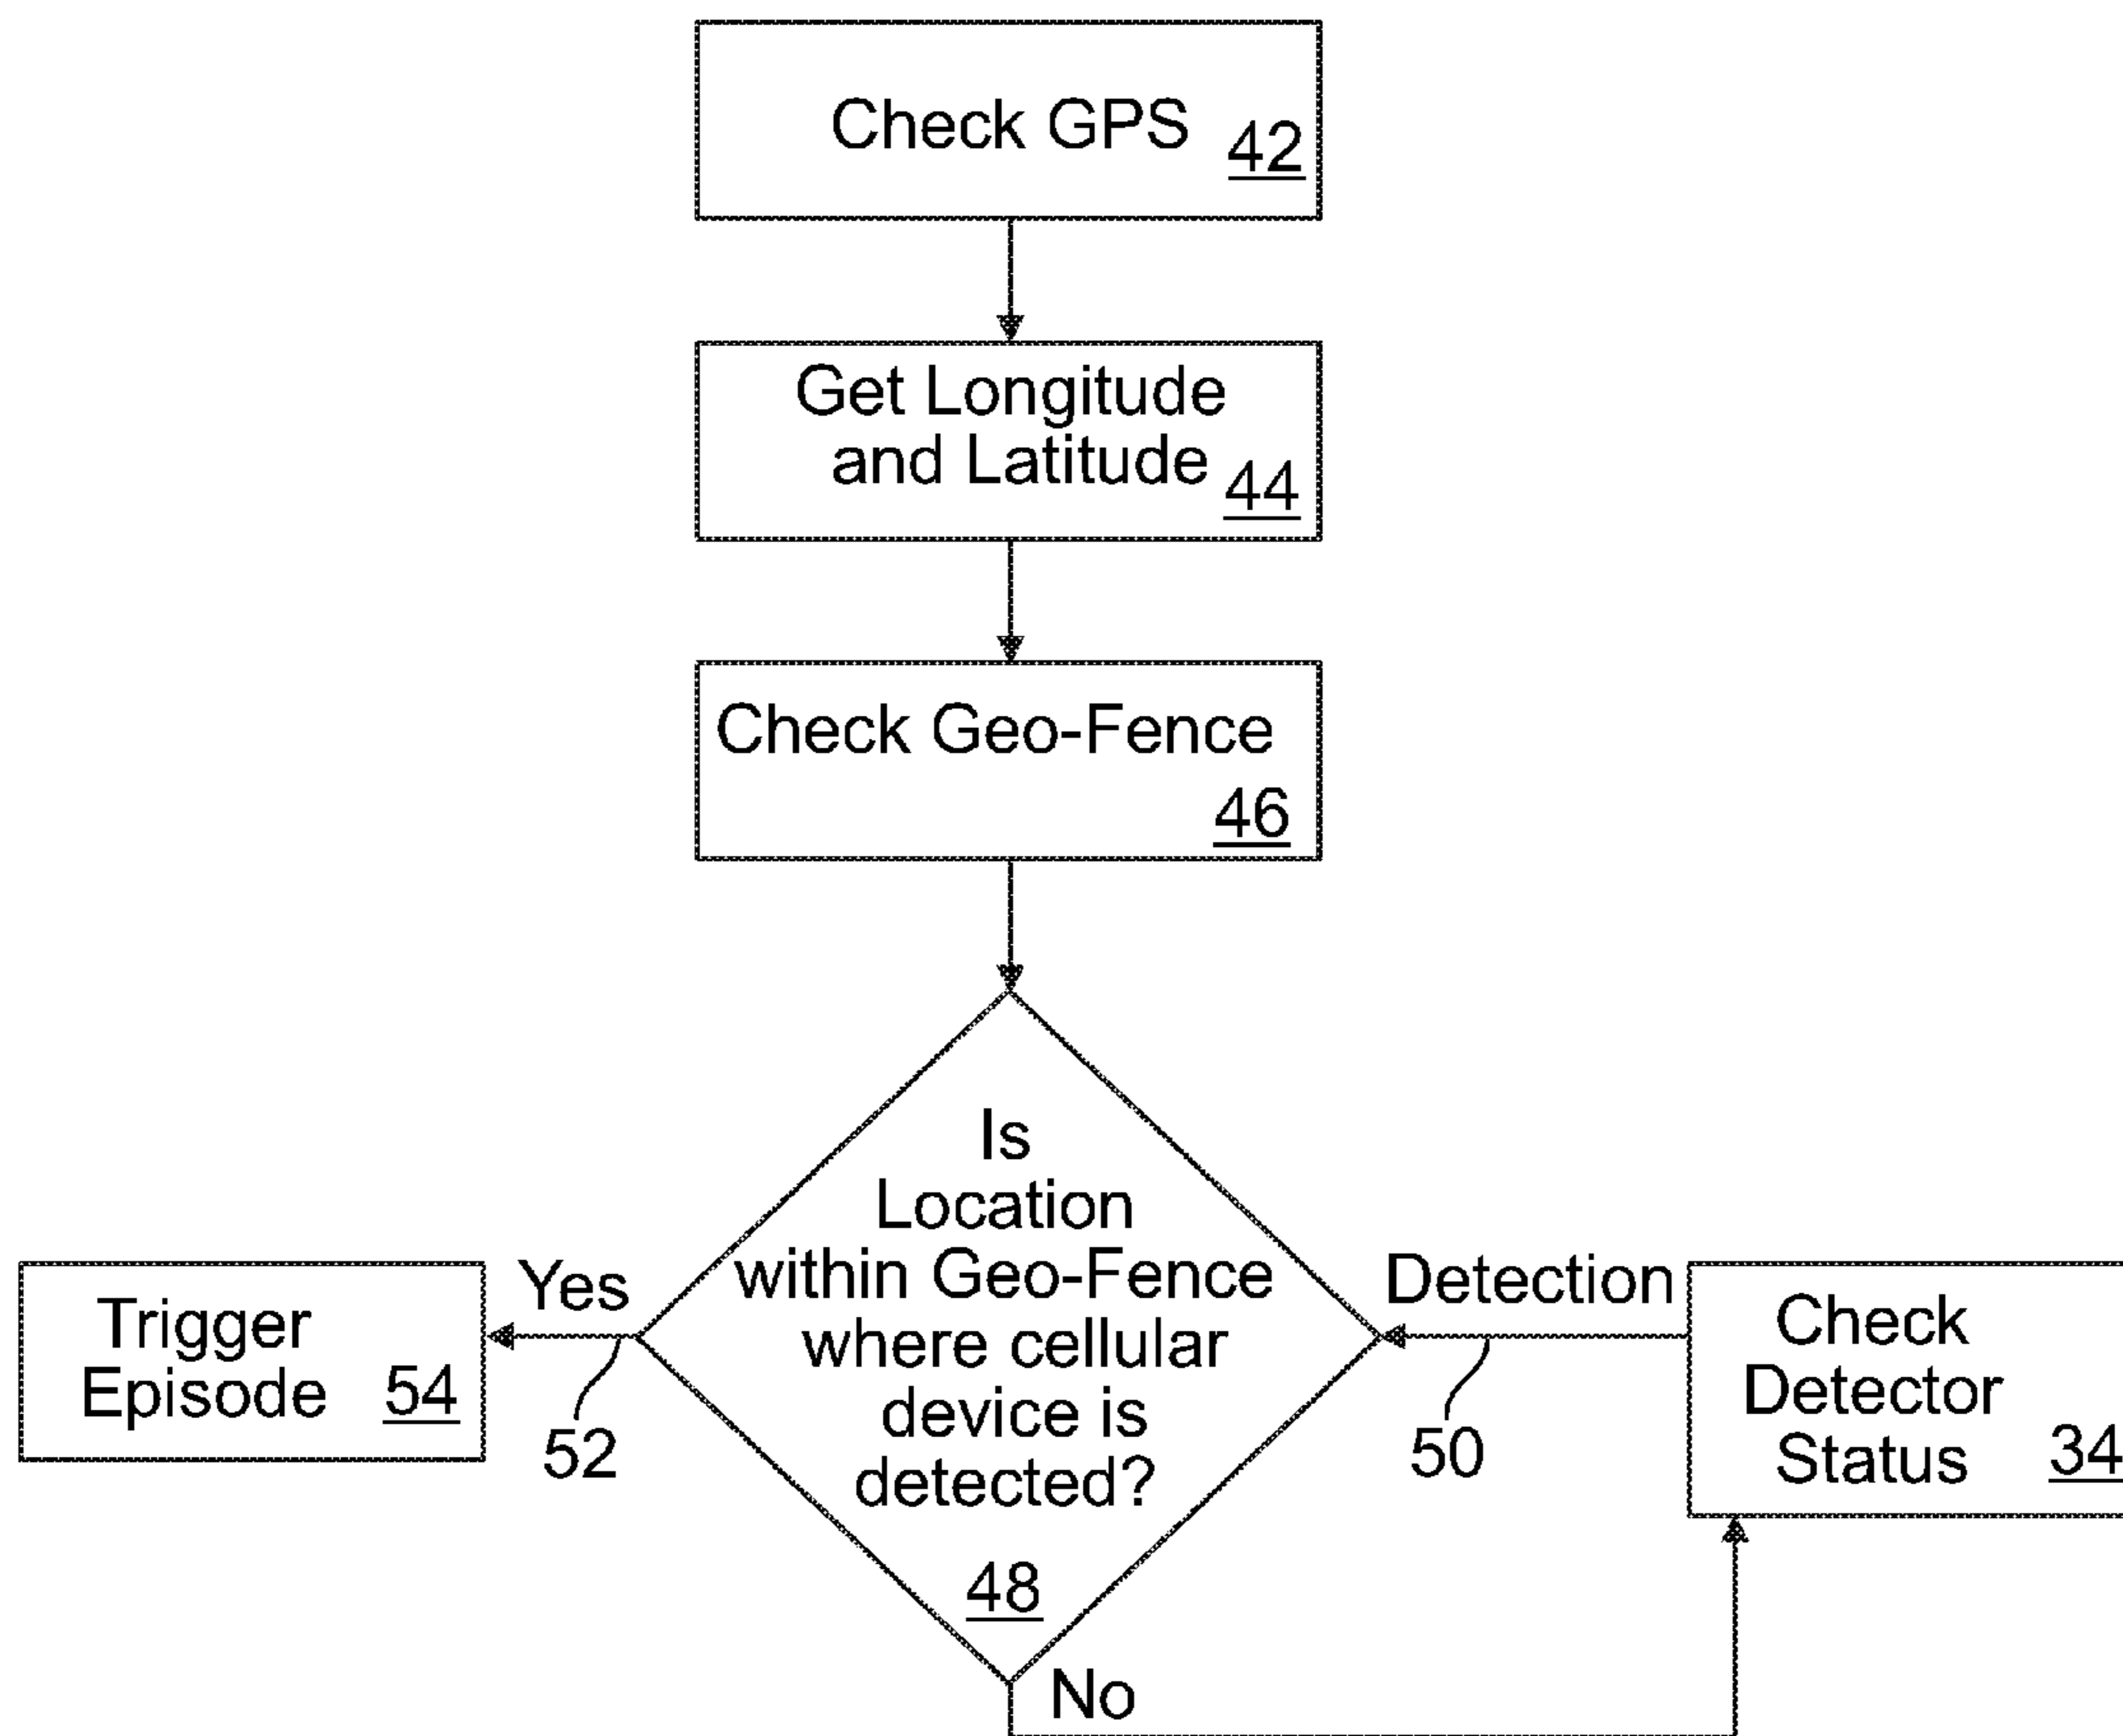 Check GPS 42
Get Longitude
and Latitude 44
Check Geo-Fence
46
Is
Location
within Geo-Fence
where cellular
device is
detected?
48
Yes
52
Trigger
Episode 54
Detection
50
Check
Detector
Status 34
No